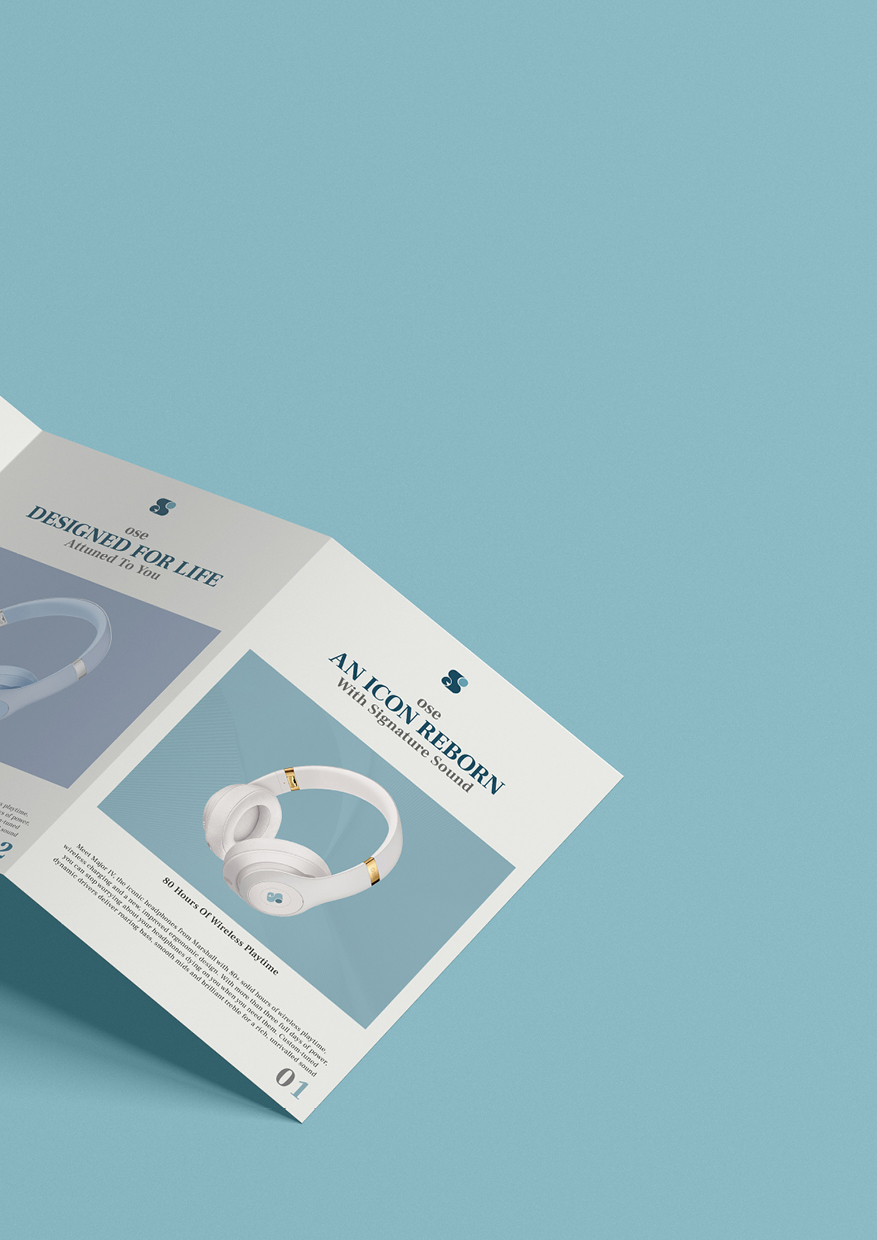 ose
DESIGNED FOR LIFE
Attuned To You
s playtime.
s of power.
-tuned
sound
2
ose
AN ICON REBORN
With Signature Sound
80 Hours Of Wireless Playtime
Meet Major IV, the iconic headphones from Marshall with 80+ solid hours of wireless playtime,
wireless charging and a new, improved ergonomic design. With more than three full days of power,
you can stop worrying about your headphones dying on you when you need them. Custom-tuned
dynamic drivers deliver roaring bass, smooth mids and brilliant treble for a rich, unrivalled sound
01